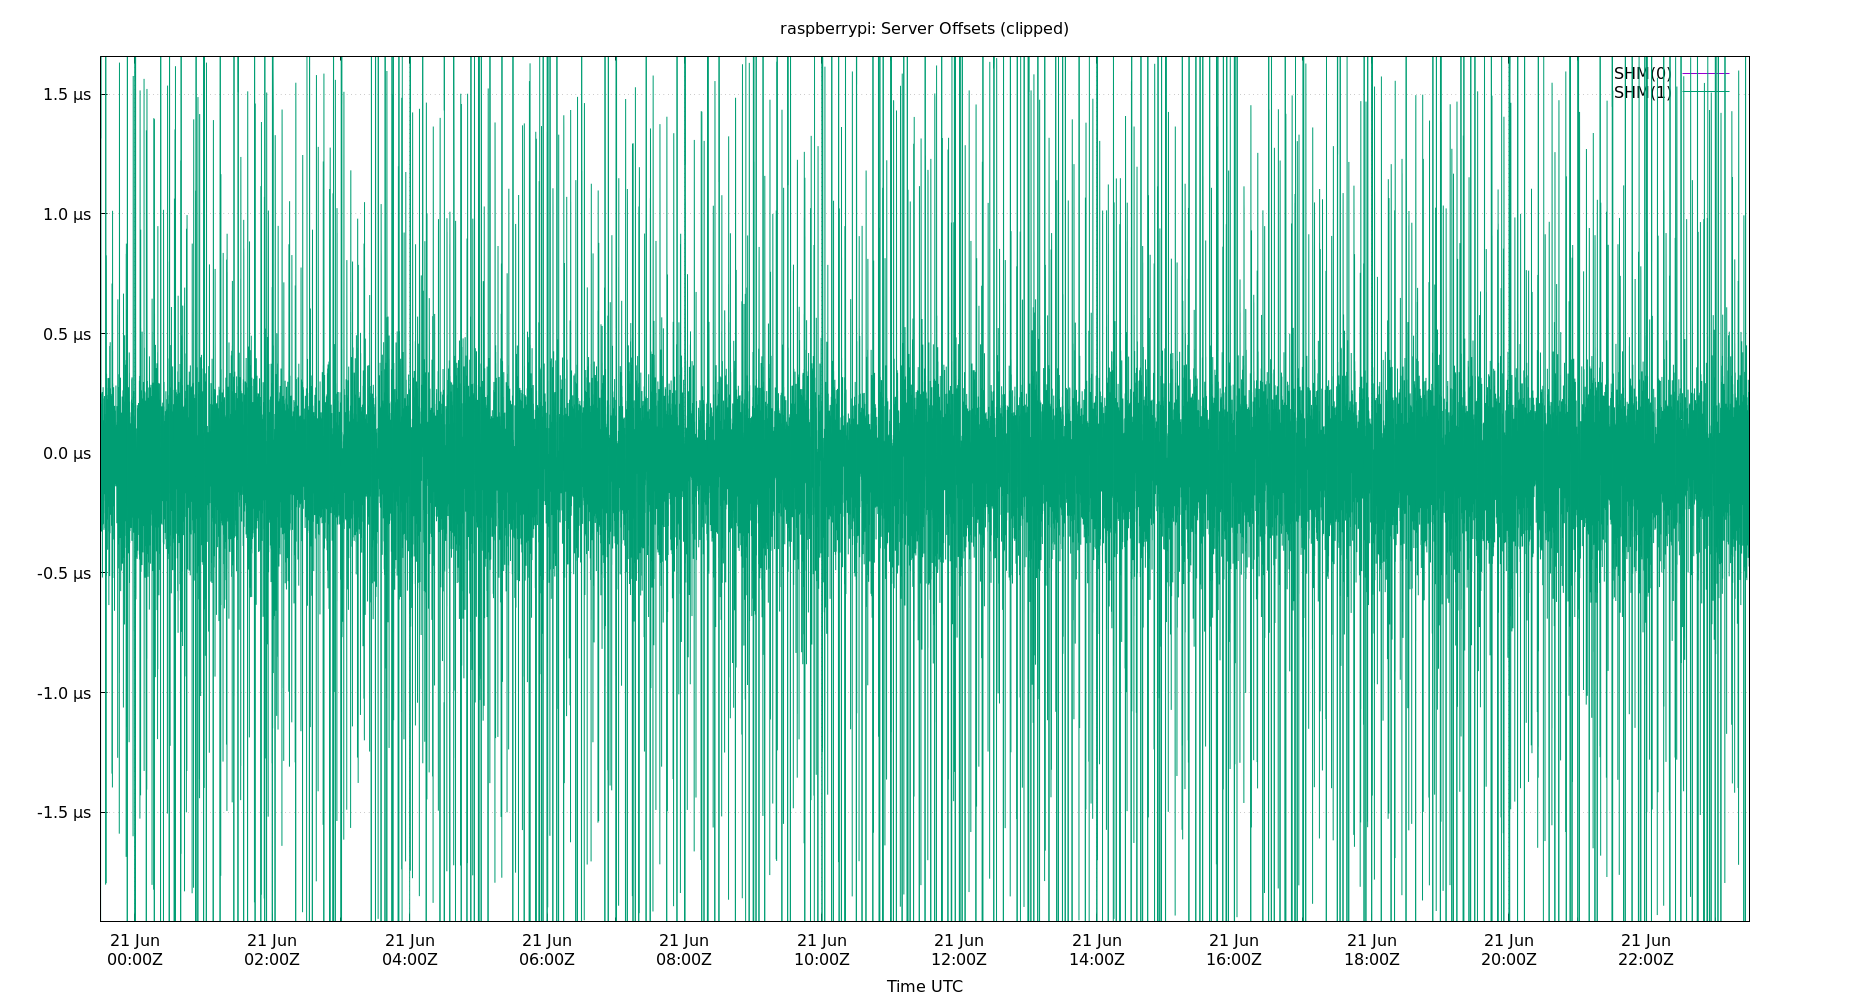 raspberrypi: Server Offsets (clipped)
SHM(0)
SHM(1)
1.5 µs
1.0 µs
0.5 µs
0.0 µs
-0.5 µs
-1.0 µs
-1.5 µs
21 Jun 21 Jun 21 Jun 21 Jun 21 Jun 21 Jun 21 Jun 21 Jun 21 Jun 21 Jun 21 Jun 21 Jun
00:00Z 02:00Z 04:00Z 06:00Z 08:00Z 10:00Z 12:00Z 14:00Z 16:00Z 18:00Z 20:00Z 22:00Z
Time UTC